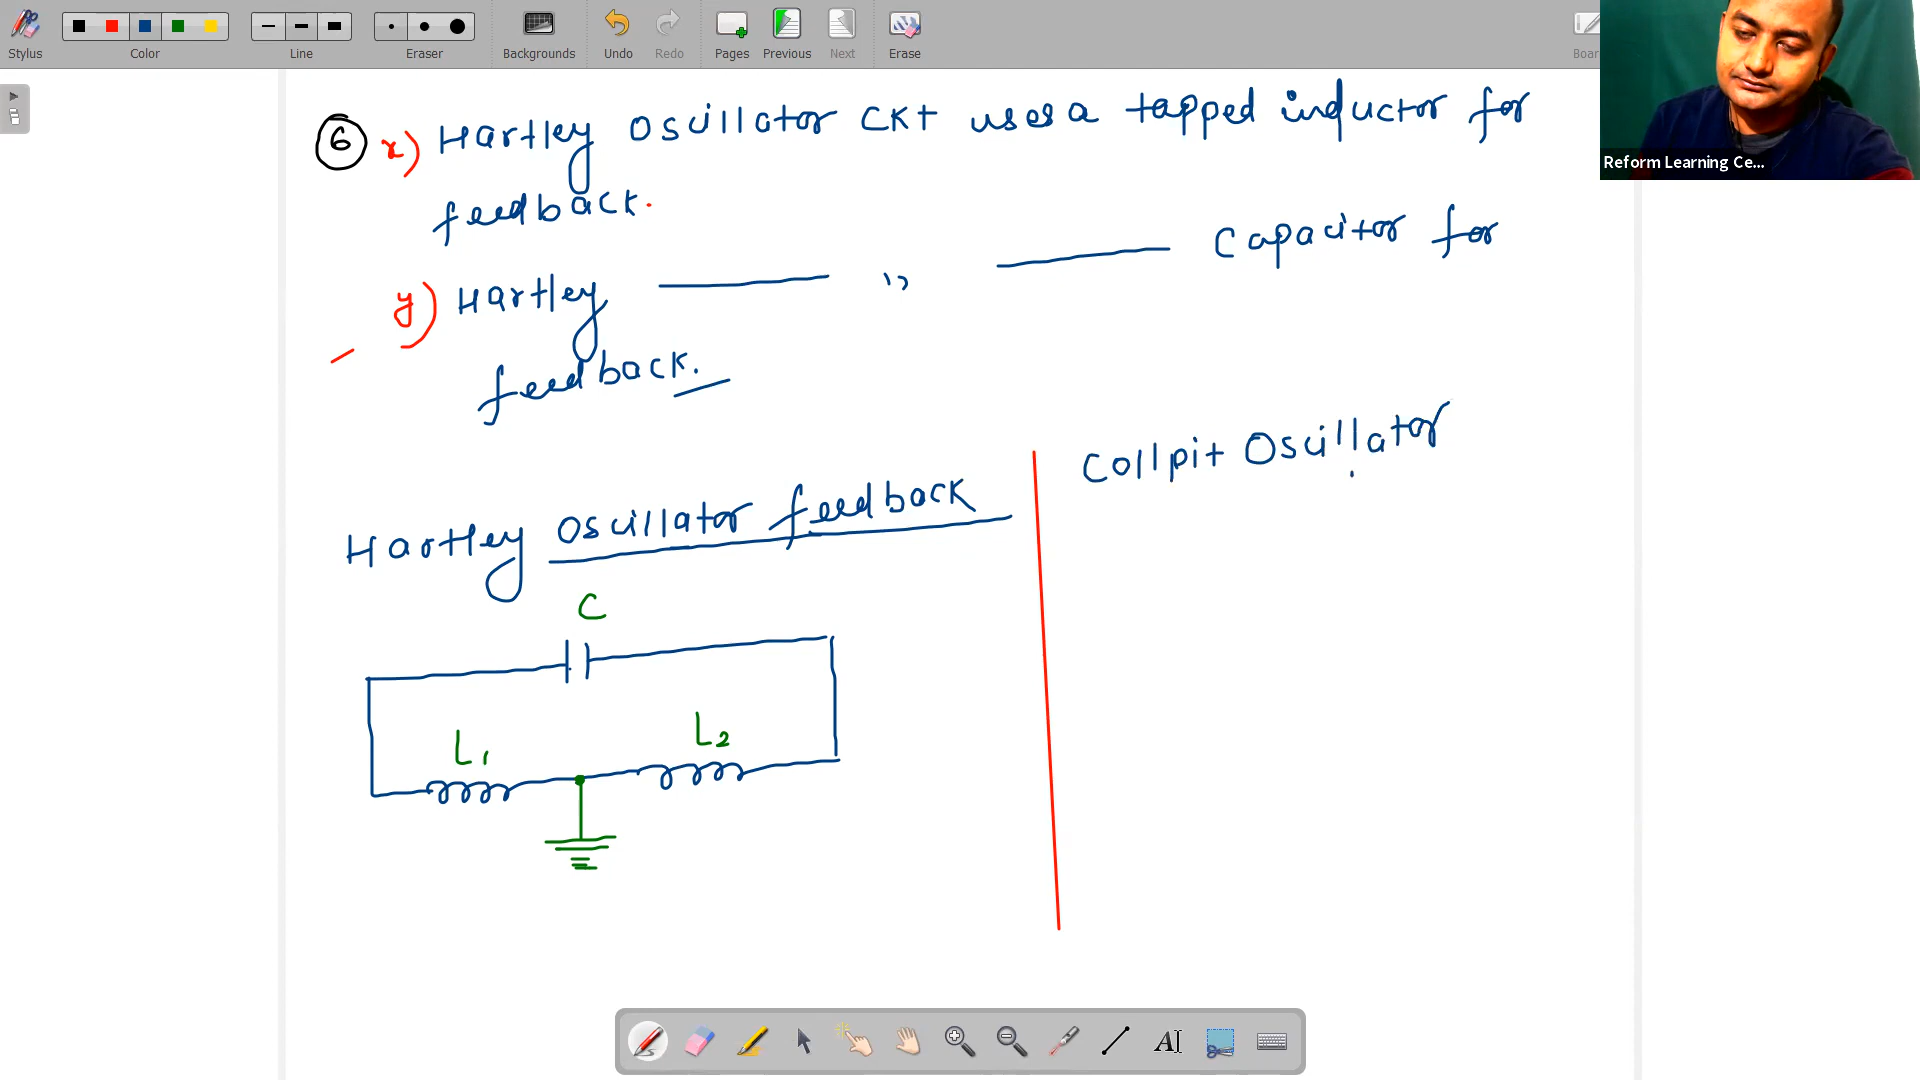 Stylus Color Line Eraser Backgrounds Undo Redo Pages Previous Next Erase Boar
Reform Learning Ce...
6 x) Hartley Oscillator CKt uses a tapped inductor for
feedback.
y) Hartley —— " —— Capacitor for
feedback.
Hartley Oscillator feedback
Collpit Oscillator
C
L1 L2